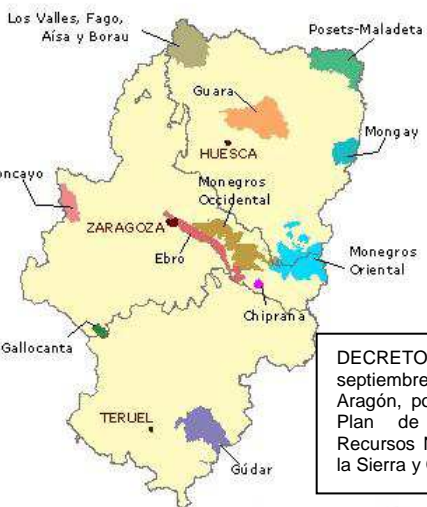 Los Valles, Fago,
Aísa y Borau
Posets-Maladeta
Guara
Mongay
HUESCA
Monegros
Occidental
oncayo
ZARAGOZA
Ebro
Monegros
Oriental
Chiprana
Gallocanta
TERUEL
Gúdar
DECRETO
septiembre
Aragón, po
Plan de
Recursos N
la Sierra y